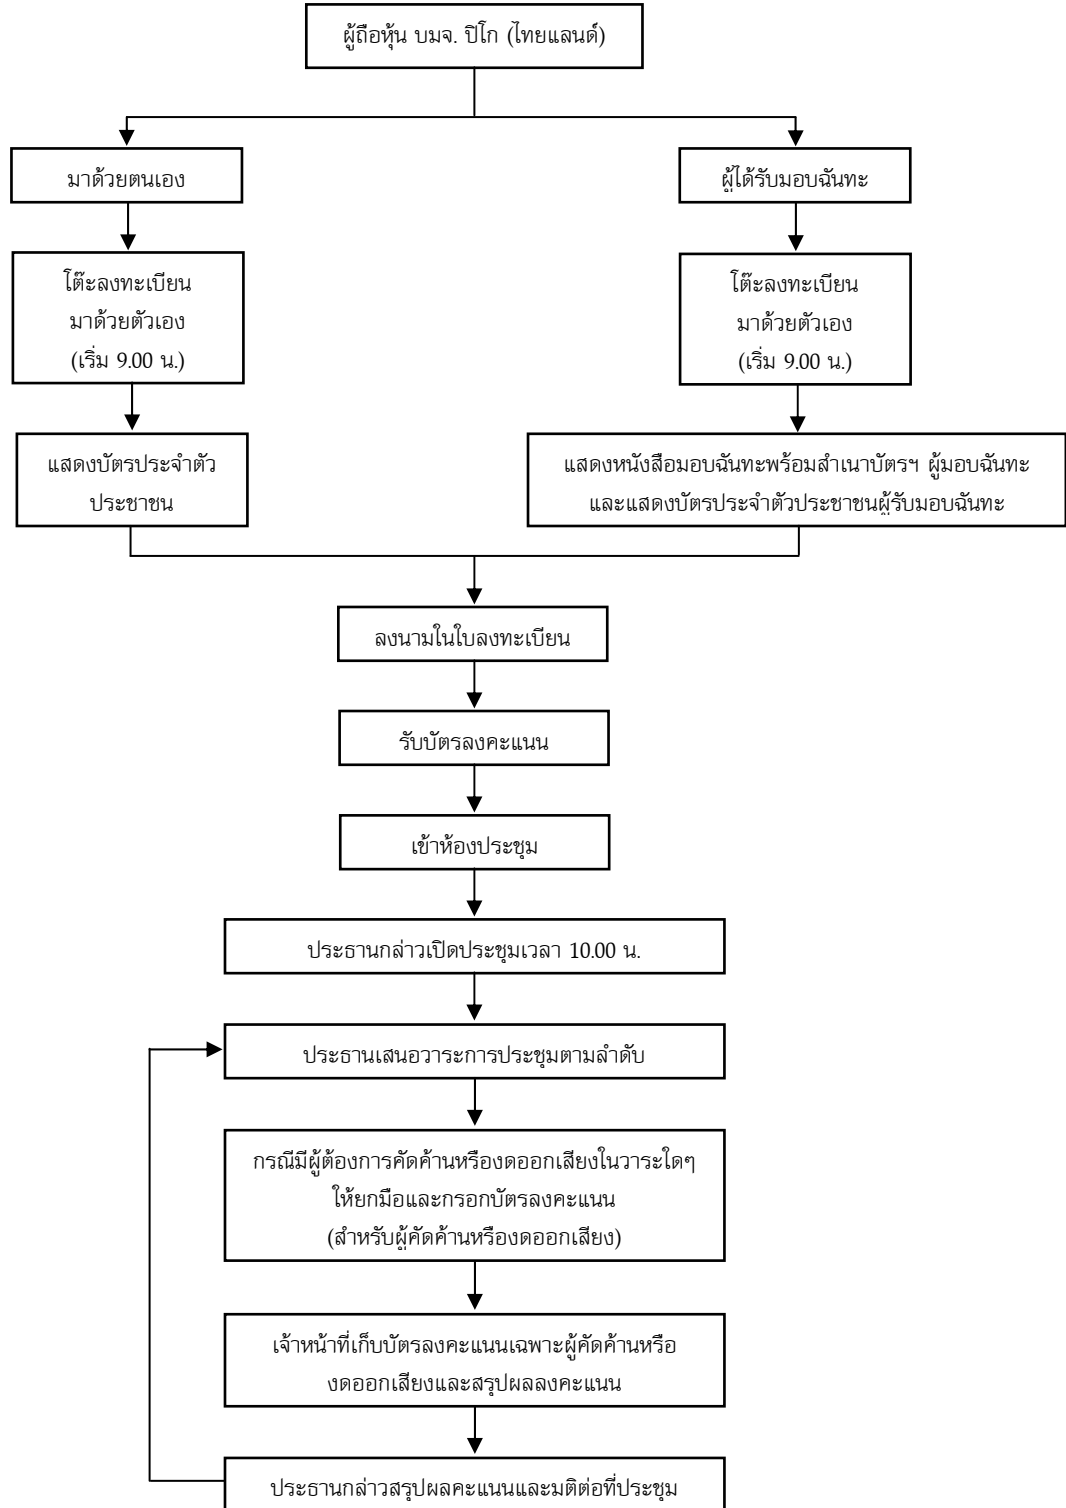 ผู้ถือหุ้น บมจ. ปิโก (ไทยแลนด์)
มาด้วยตนเอง
ผู้ได้รับมอบฉันทะ
โต๊ะลงทะเบียน
มาด้วยตัวเอง
(เริ่ม 9.00 น.)
โต๊ะลงทะเบียน
มาด้วยตัวเอง
(เริ่ม 9.00 น.)
แสดงบัตรประจำตัว
ประชาชน
แสดงหนังสือมอบฉันทะพร้อมสำเนาบัตรฯ ผู้มอบฉันทะ
และแสดงบัตรประจำตัวประชาชนผู้รับมอบฉันทะ
ลงนามในใบลงทะเบียน
รับบัตรลงคะแนน
เข้าห้องประชุม
ประธานกล่าวเปิดประชุมเวลา 10.00 น.
ประธานเสนอวาระการประชุมตามลำดับ
กรณีมีผู้ต้องการคัดค้านหรืองดออกเสียงในวาระใดๆ
ให้ยกมือและกรอกบัตรลงคะแนน
(สำหรับผู้คัดค้านหรืองดออกเสียง)
เจ้าหน้าที่เก็บบัตรลงคะแนนเฉพาะผู้คัดค้านหรือ
งดออกเสียงและสรุปผลลงคะแนน
ประธานกล่าวสรุปผลคะแนนและมติต่อที่ประชุม